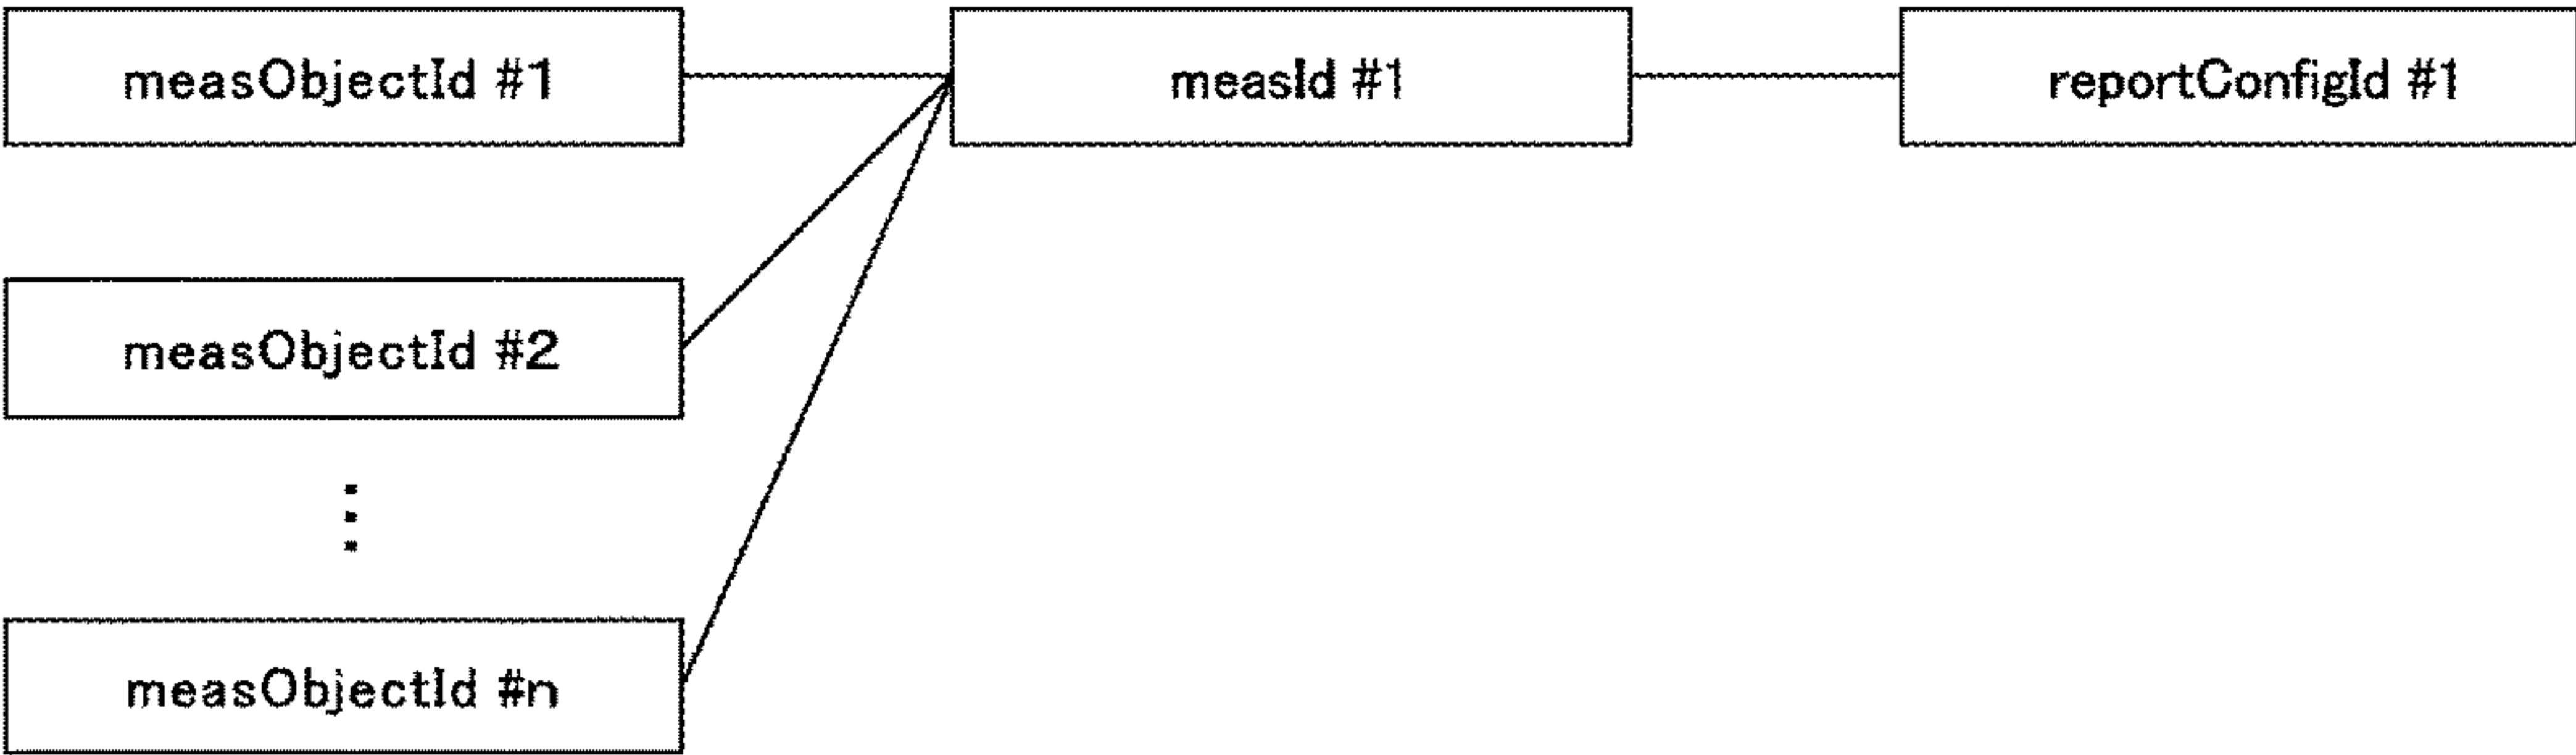 measObjectId #1
measId #1
reportConfigId #1
measObjectId #2
measObjectId #n